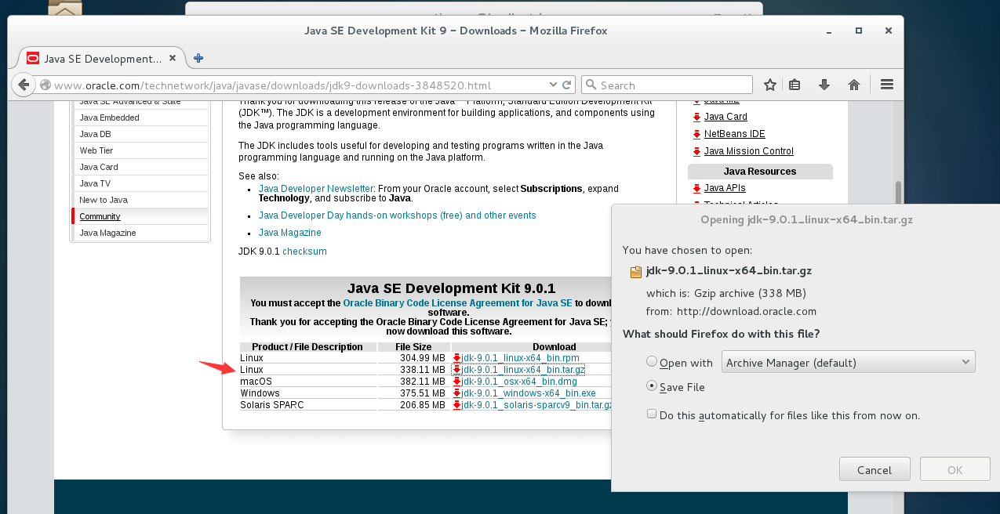 Java SE Development Kit 9 - Downloads - Mozilla Firefox
Java SE Development...
www.oracle.com/technetwork/java/javase/downloads/jdk9-downloads-3848520.html
Search
Java SE Advanced & Suite
Java Embedded
Java DB
Web Tier
Java Card
Java TV
New to Java
Community
Java Magazine
Thank you for downloading this release of the Java™ Platform, Standard Edition Development Kit
(JDK™). The JDK is a development environment for building applications, and components using
the Java programming language.
The JDK includes tools useful for developing and testing programs written in the Java
programming language and running on the Java platform.
See also:
Java Developer Newsletter: From your Oracle account, select Subscriptions, expand
Technology, and subscribe to Java.
Java Developer Day hands-on workshops (free) and other events
Java Magazine
JDK 9.0.1 checksum
Java SE Development Kit 9.0.1
You must accept the Oracle Binary Code License Agreement for Java SE to downl
software.
Thank you for accepting the Oracle Binary Code License Agreement for Java SE;
now download this software.
Product / File Description File Size Download
Linux 304.99 MB jdk-9.0.1_linux-x64_bin.rpm
Linux 338.11 MB jdk-9.0.1_linux-x64_bin.tar.gz
macOS 382.11 MB jdk-9.0.1_osx-x64_bin.dmg
Windows 375.51 MB jdk-9.0.1_windows-x64_bin.exe
Solaris SPARC 206.85 MB jdk-9.0.1_solaris-sparcv9_bin.tar.gz
Java ME
Java Card
NetBeans IDE
Java Mission Control
Java Resources
Java APIs
Technical Articles
Opening jdk-9.0.1_linux-x64_bin.tar.gz
You have chosen to open:
jdk-9.0.1_linux-x64_bin.tar.gz
which is: Gzip archive (338 MB)
from: http://download.oracle.com
What should Firefox do with this file?
Open with Archive Manager (default)
Save File
Do this automatically for files like this from now on.
Cancel OK